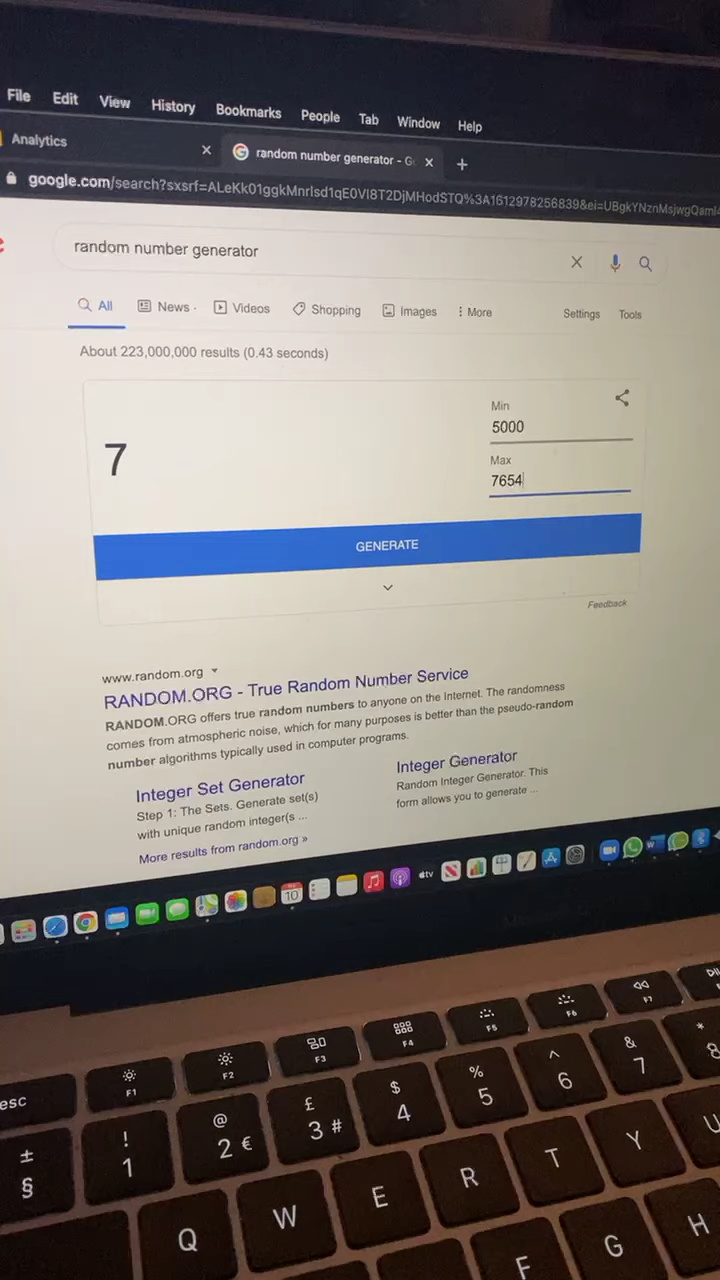 File Edit View History Bookmarks People Tab Window Help
Analytics × random number generator - G × +
google.com/search?sxsrf=
random number generator
All News Videos Shopping Images More Settings Tools
About 223,000,000 results (0.43 seconds)
Min
5000
7
Max
7654
GENERATE
Feedback
www.random.org
RANDOM.ORG - True Random Number Service
RANDOM.ORG offers true random numbers to anyone on the Internet. The randomness
comes from atmospheric noise, which for many purposes is better than the pseudo-random
number algorithms typically used in computer programs.
Integer Set Generator
Step 1: The Sets. Generate set(s)
with unique random integer(s ...
Integer Generator
Random Integer Generator. This
form allows you to generate ...
More results from random.org »
10 tv W
esc F1 F2 F3 F4 F5 F6 F7
± ! @ £ $ % ^ & *
§ 1 2 € 3 # 4 5 6 7 8
Q W E R T Y U
F G H